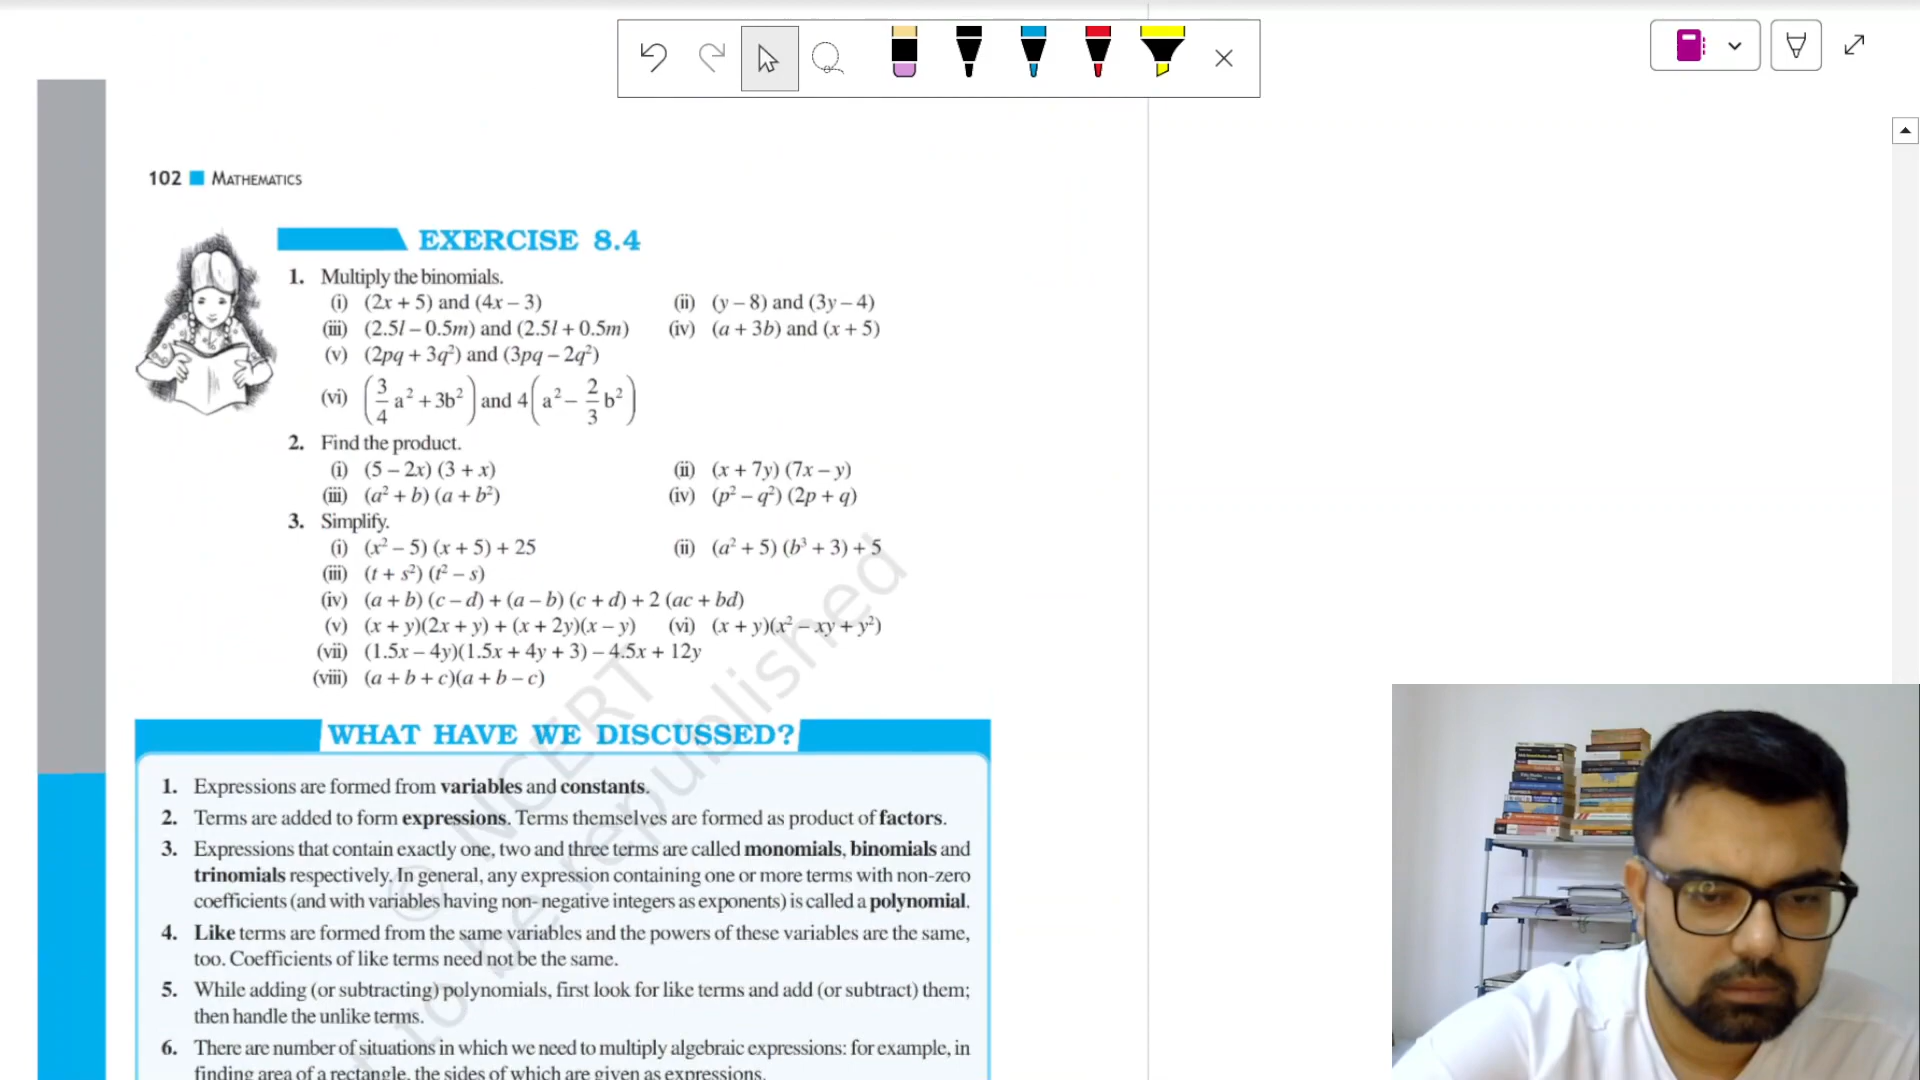 102 ■ MATHEMATICS
EXERCISE 8.4
1. Multiply the binomials.
(i) (2x + 5) and (4x – 3) (ii) (y – 8) and (3y – 4)
(iii) (2.5l – 0.5m) and (2.5l + 0.5m) (iv) (a + 3b) and (x + 5)
(v) (2pq + 3q²) and (3pq – 2q²)
(vi) (3/4 a² + 3b²) and 4(a² – 2/3 b²)
2. Find the product.
(i) (5 – 2x) (3 + x) (ii) (x + 7y) (7x – y)
(iii) (a² + b) (a + b²) (iv) (p² – q²) (2p + q)
3. Simplify.
(i) (x² – 5) (x + 5) + 25 (ii) (a² + 5) (b³ + 3) + 5
(iii) (t + s²) (t² – s)
(iv) (a + b) (c – d) + (a – b) (c + d) + 2 (ac + bd)
(v) (x + y)(2x + y) + (x + 2y)(x – y) (vi) (x + y)(x² – xy + y²)
(vii) (1.5x – 4y)(1.5x + 4y + 3) – 4.5x + 12y
(viii) (a + b + c)(a + b – c)
© NCERT
to be republished
WHAT HAVE WE DISCUSSED?
1. Expressions are formed from variables and constants.
2. Terms are added to form expressions. Terms themselves are formed as product of factors.
3. Expressions that contain exactly one, two and three terms are called monomials, binomials and
trinomials respectively. In general, any expression containing one or more terms with non-zero
coefficients (and with variables having non- negative integers as exponents) is called a polynomial.
4. Like terms are formed from the same variables and the powers of these variables are the same,
too. Coefficients of like terms need not be the same.
5. While adding (or subtracting) polynomials, first look for like terms and add (or subtract) them;
then handle the unlike terms.
6. There are number of situations in which we need to multiply algebraic expressions: for example, in
finding area of a rectangle, the sides of which are given as expressions.